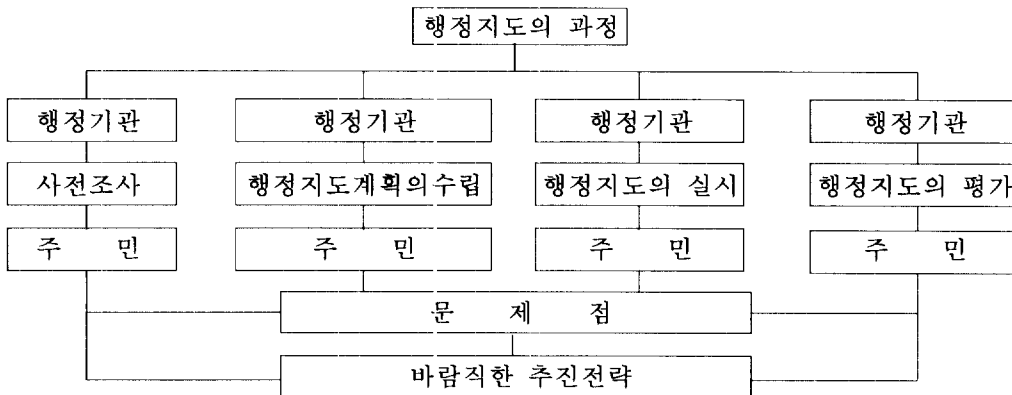 행정지도의 과정
행정기관 행정기관 행정기관 행정기관
사전조사 행정지도계획의수립 행정지도의 실시 행정지도의 평가
주 민 주 민 주 민 주 민
문 제 점
바람직한 추진전략